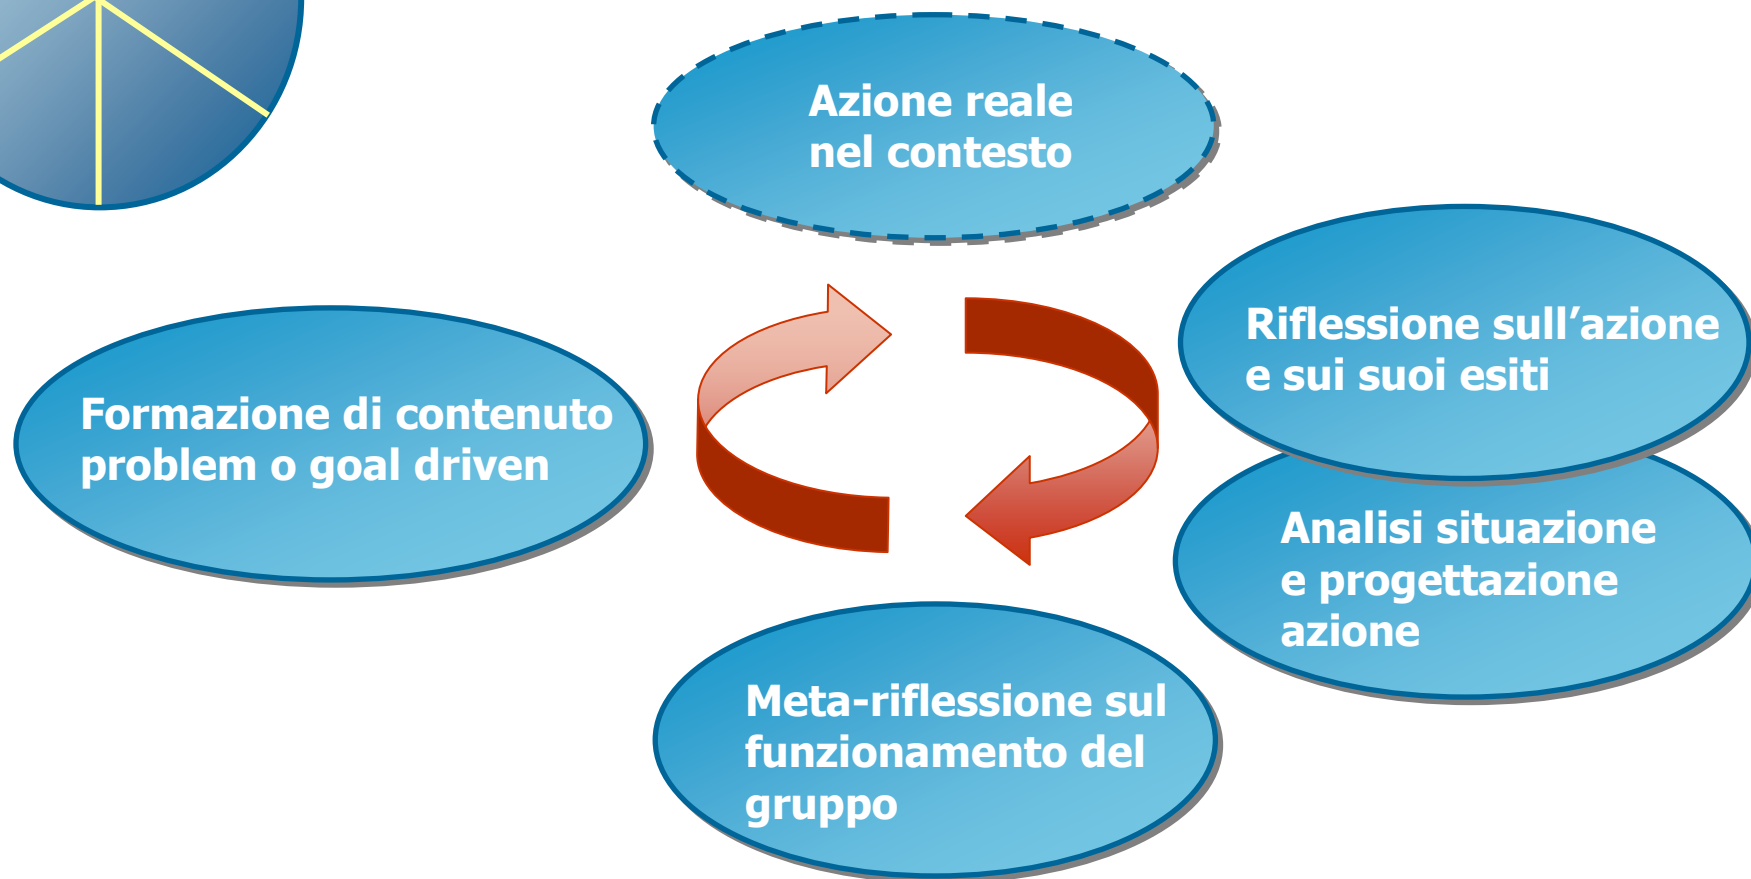 Azione reale
nel contesto
Riflessione sull’azione
e sui suoi esiti
Formazione di contenuto
problem o goal driven
Analisi situazione
e progettazione
azione
Meta-riflessione sul
funzionamento del
gruppo